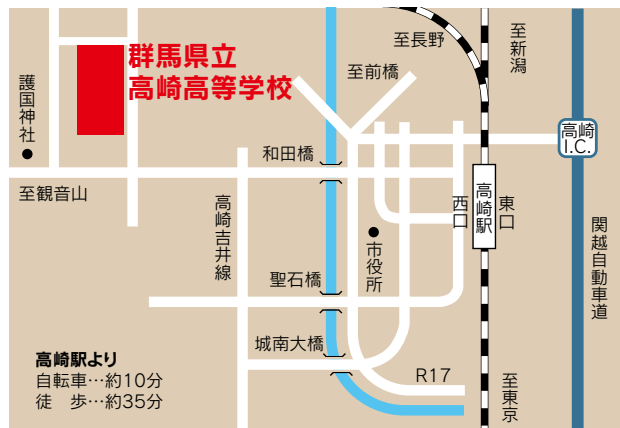 群馬県立
高崎高等学校
護国神社
至長野
至新潟
至前橋
高崎
I.C.
和田橋
至観音山
高崎吉井線
西口
高崎駅
東口
市役所
関越自動車道
聖石橋
城南大橋
R17
至東京
高崎駅より
自転車…約10分
徒　歩…約35分